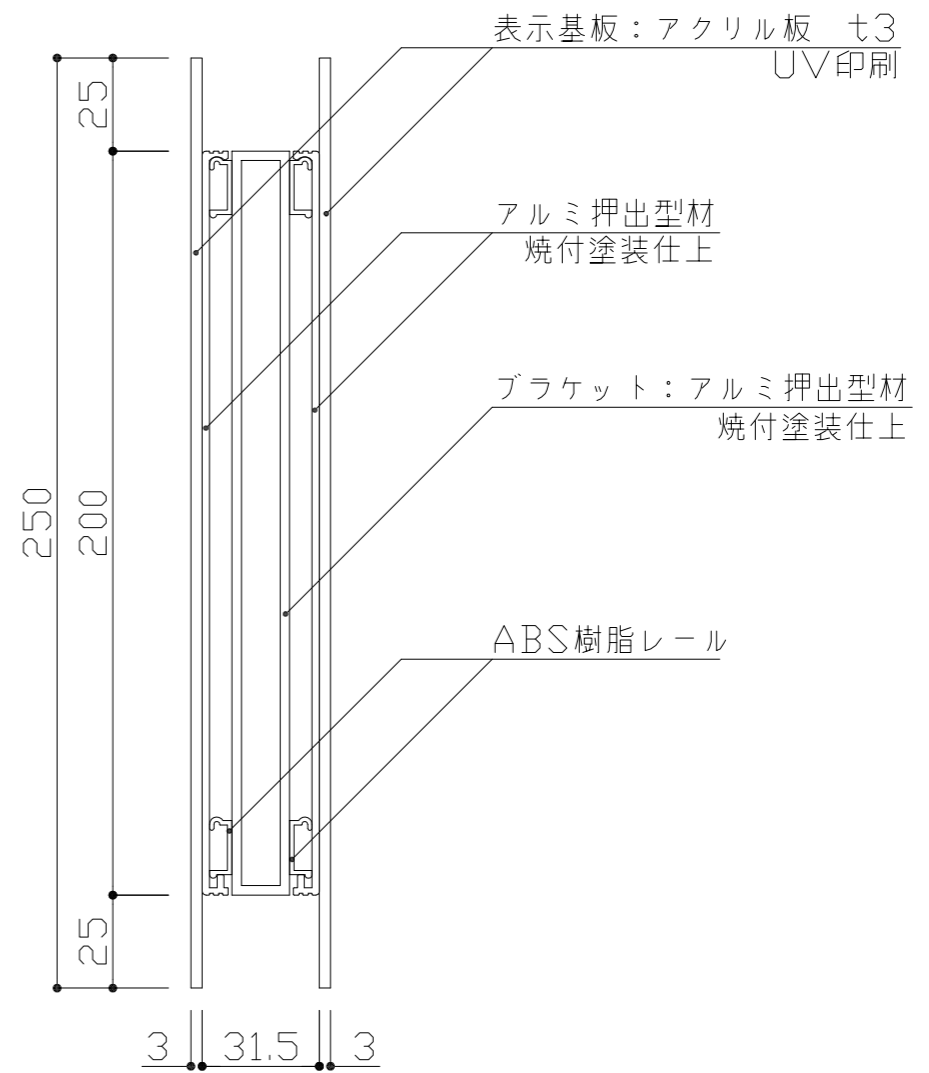 表示基板：アクリル板　t3
UV印刷
25
アルミ押出型材
焼付塗装仕上
ブラケット：アルミ押出型材
焼付塗装仕上
250
200
ABS樹脂レール
25
3 31.5 3